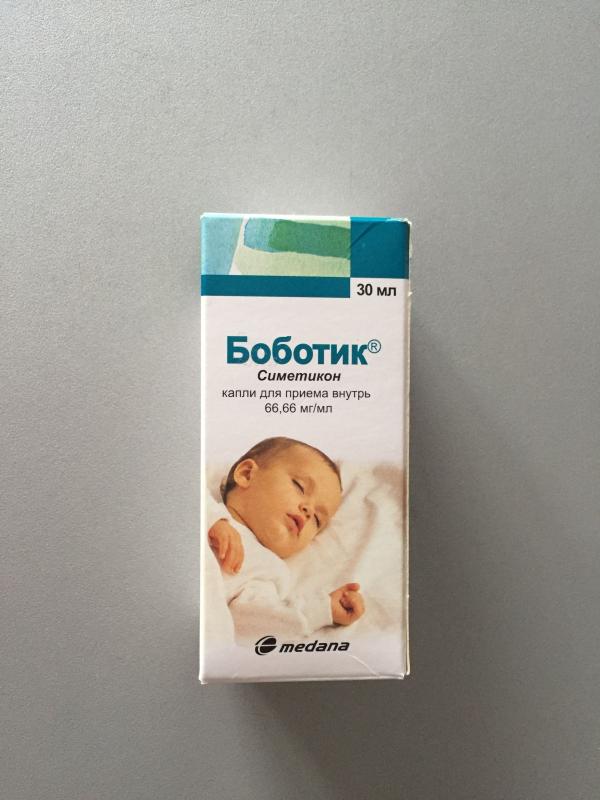 30 мл
Боботик®
Симетикон
капли для приема внутрь
66,66 мг/мл
medana